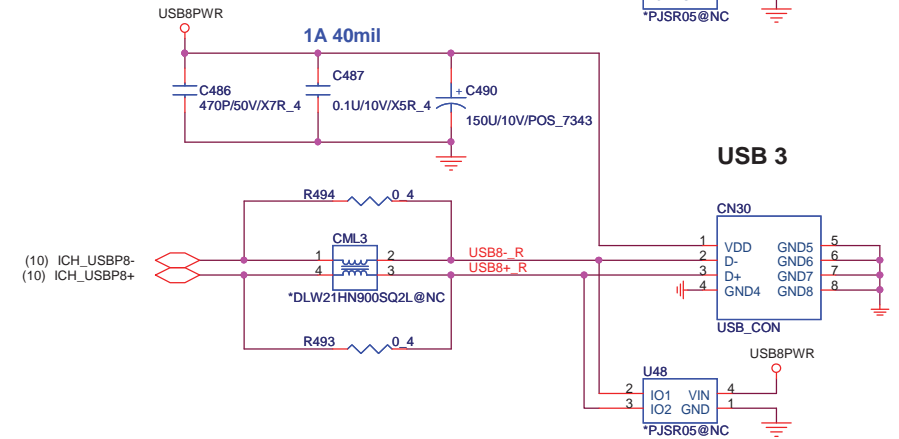 *PJSR05@NC
USB8PWR
1A 40mil
C486
470P/50V/X7R_4
C487
0.1U/10V/X5R_4
+ C490
150U/10V/POS_7343
USB 3
R494 0_4
CN30
CML3
(10) ICH_USBP8-
(10) ICH_USBP8+
1 2
4 3
USB8-_R
USB8+_R
*DLW21HN900SQ2L@NC
1 VDD GND5 5
2 D- GND6 6
3 D+ GND7 7
4 GND4 GND8 8
USB_CON
R493 0_4
USB8PWR
U48
2 IO1 VIN 4
3 IO2 GND 1
*PJSR05@NC